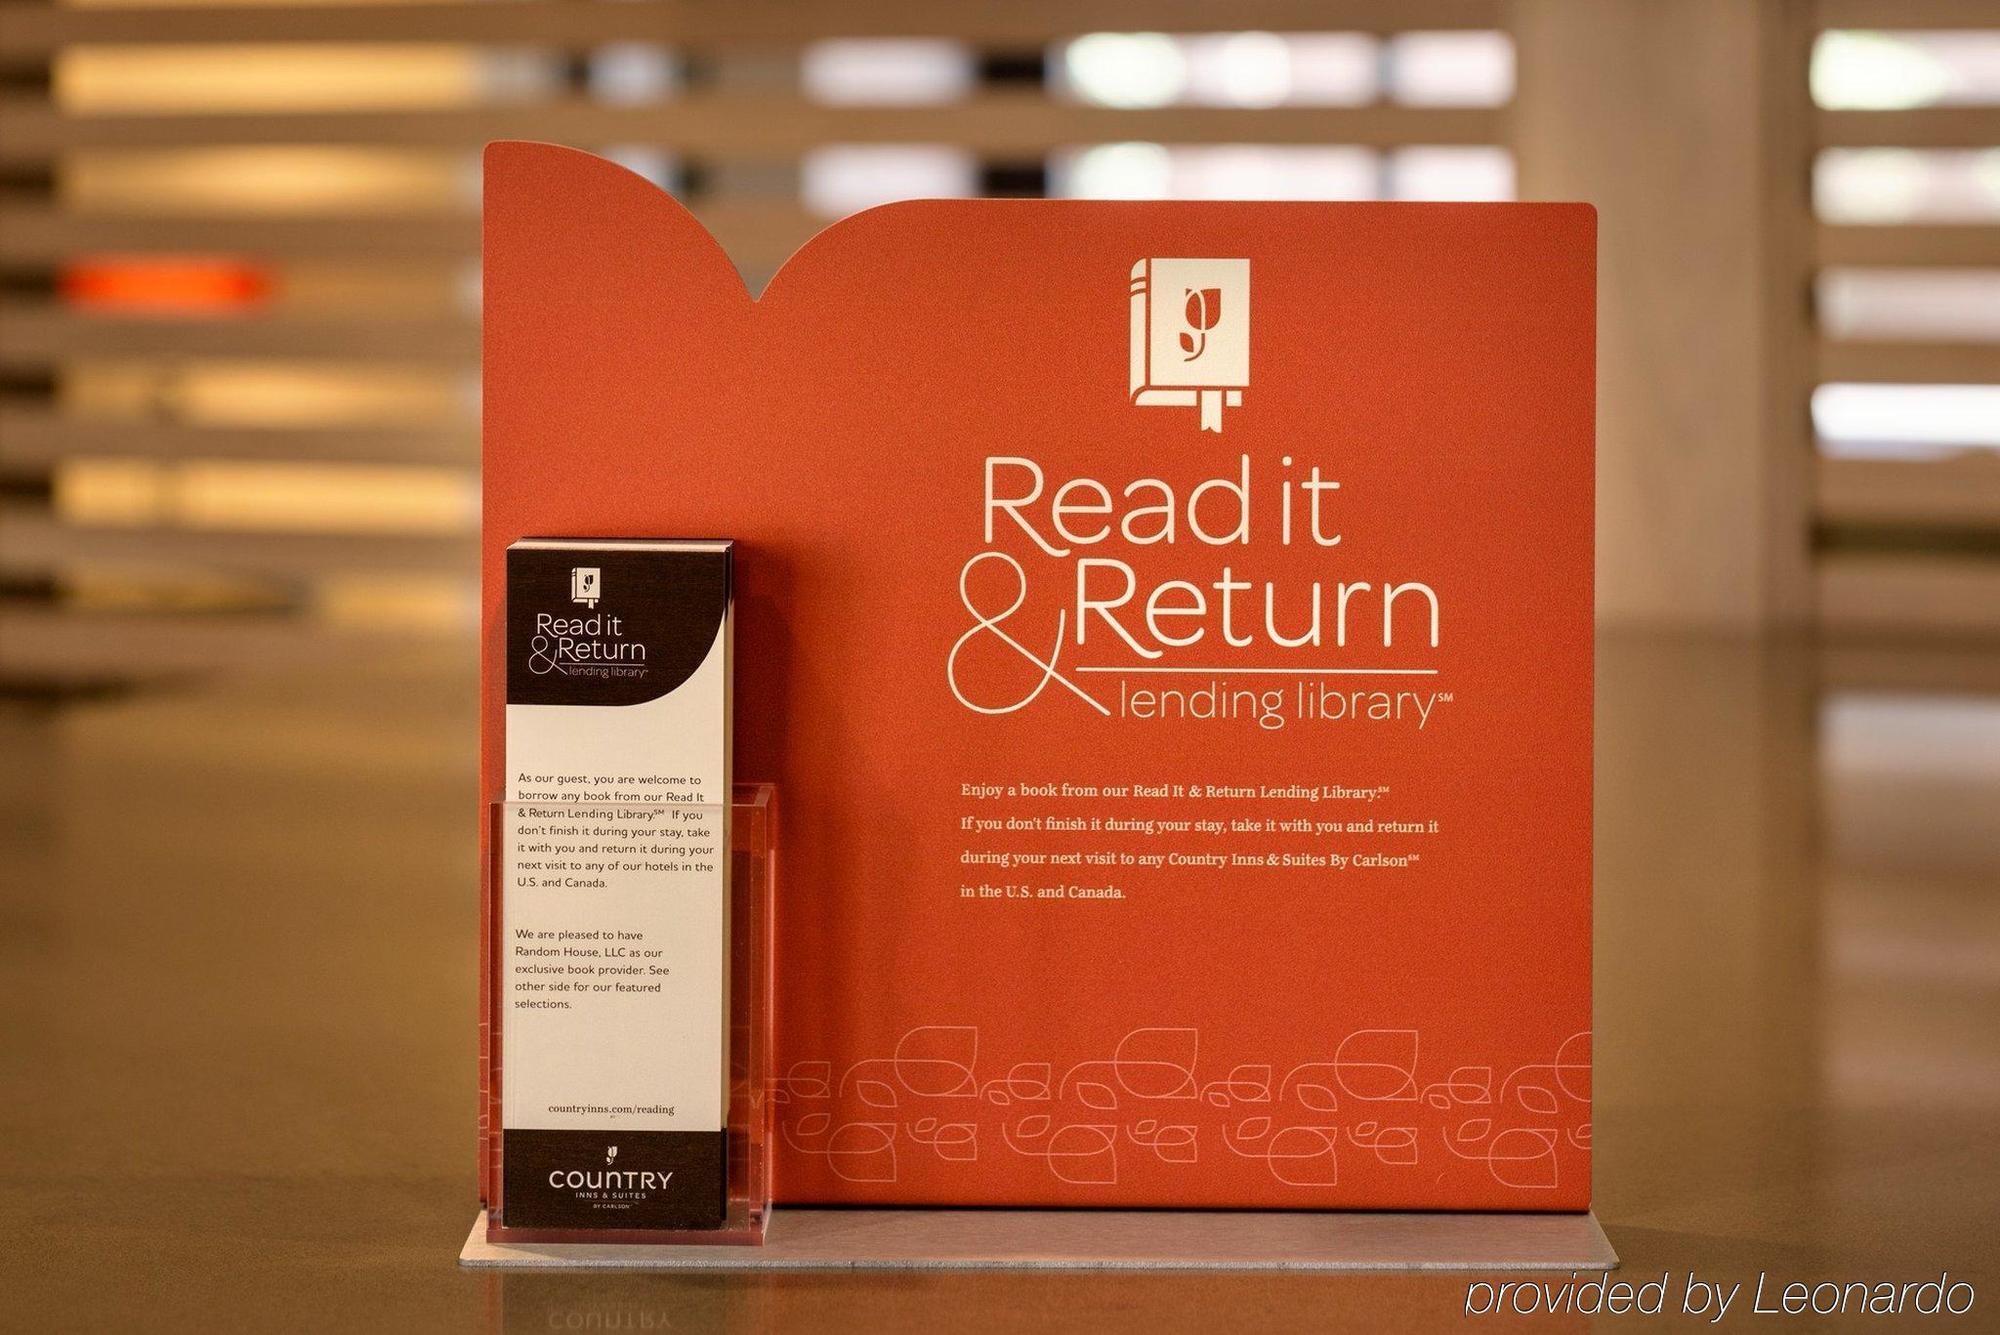 Read it
& Return
lending library℠
Enjoy a book from our Read It & Return Lending Library.℠
If you don't finish it during your stay, take it with you and return it
during your next visit to any Country Inns & Suites By Carlson℠
in the U.S. and Canada.
Read it
& Return
lending library℠
As our guest, you are welcome to
borrow any book from our Read It
& Return Lending Library.℠ If you
don't finish it during your stay, take
it with you and return it during your
next visit to any of our hotels in the
U.S. and Canada.
We are pleased to have
Random House, LLC as our
exclusive book provider. See
other side for our featured
selections.
countryinns.com/reading
COUNTRY
INNS & SUITES
BY CARLSON
provided by Leonardo